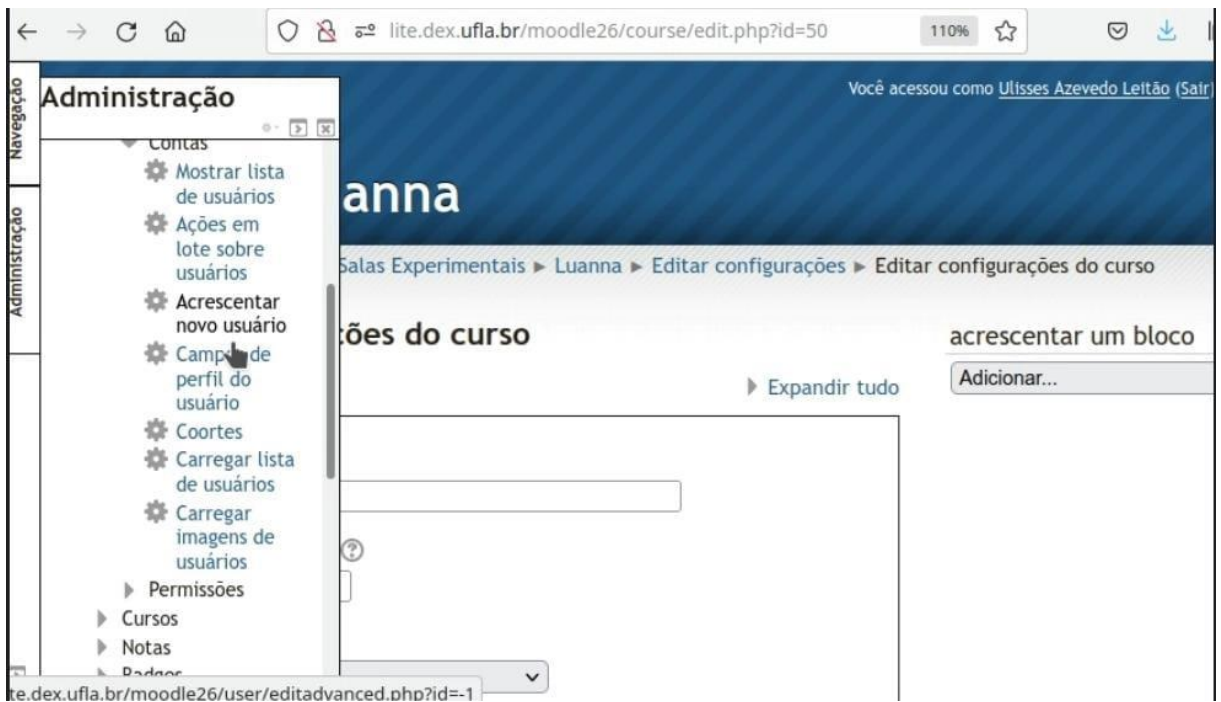 lite.dex.ufla.br/moodle26/course/edit.php?id=50
110%
Navegação
Administração
Administração
Você acessou como Ulisses Azevedo Leitão (Sair)
Contas
Mostrar lista
de usuários
Ações em
lote sobre
usuários
Acrescentar
novo usuário
Campos de
perfil do
usuário
Coortes
Carregar lista
de usuários
Carregar
imagens de
usuários
Permissões
Cursos
Notas
Badges
anna
Salas Experimentais ► Luanna ► Editar configurações ► Editar configurações do curso
ções do curso
Expandir tudo
acrescentar um bloco
Adicionar...
te.dex.ufla.br/moodle26/user/editadvanced.php?id=-1